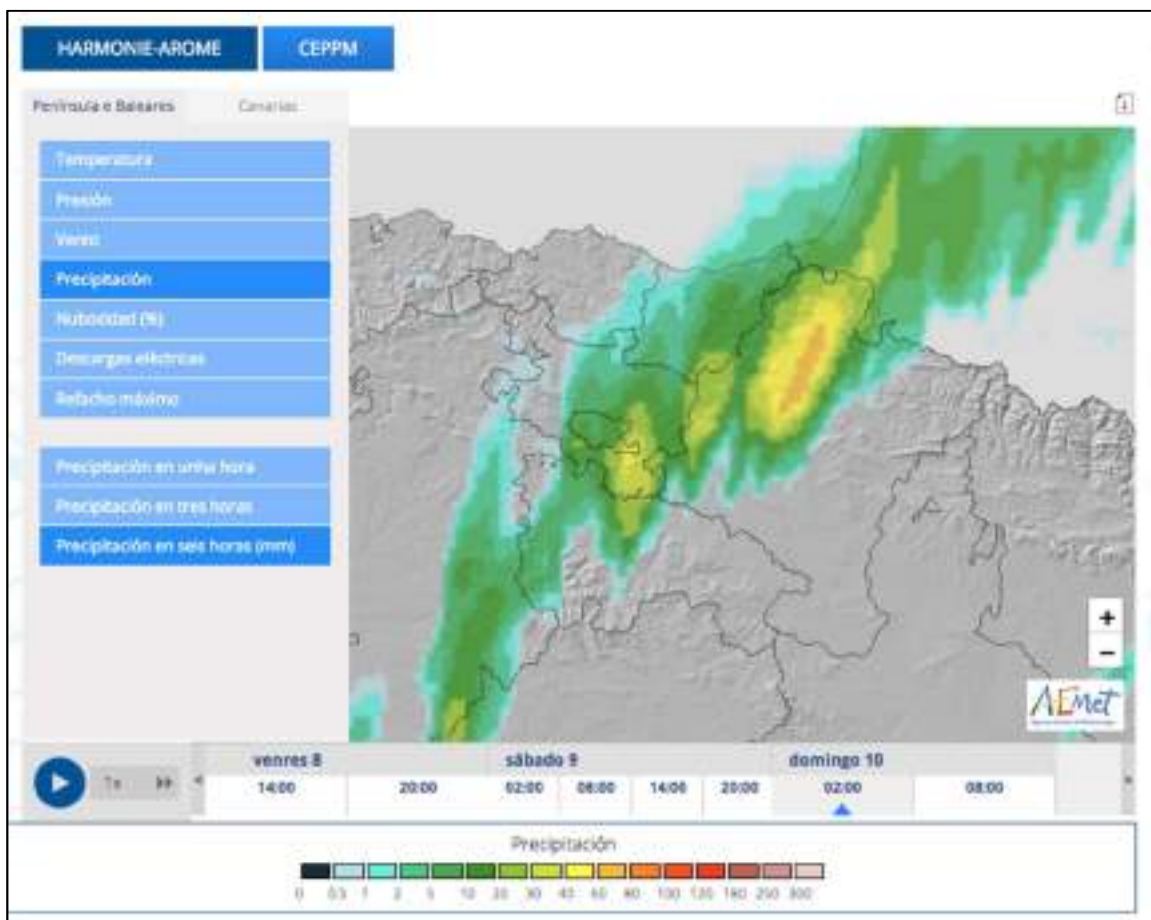 HARMONIE-AROME CEPPM
Península e Baleares Canarias
Temperatura
Presión
Vento
Precipitación
Nubosidad (%)
Descargas eléctricas
Refacho máximo
Precipitación en unha hora
Precipitación en tres horas
Precipitación en seis horas (mm)
+
−
AEMet
venres 8 sábado 9 domingo 10
1x
14:00 20:00 02:00 08:00 14:00 20:00 02:00 08:00
Precipitación
0 0.5 1 2 5 10 20 30 40 60 80 100 120 180 250 300